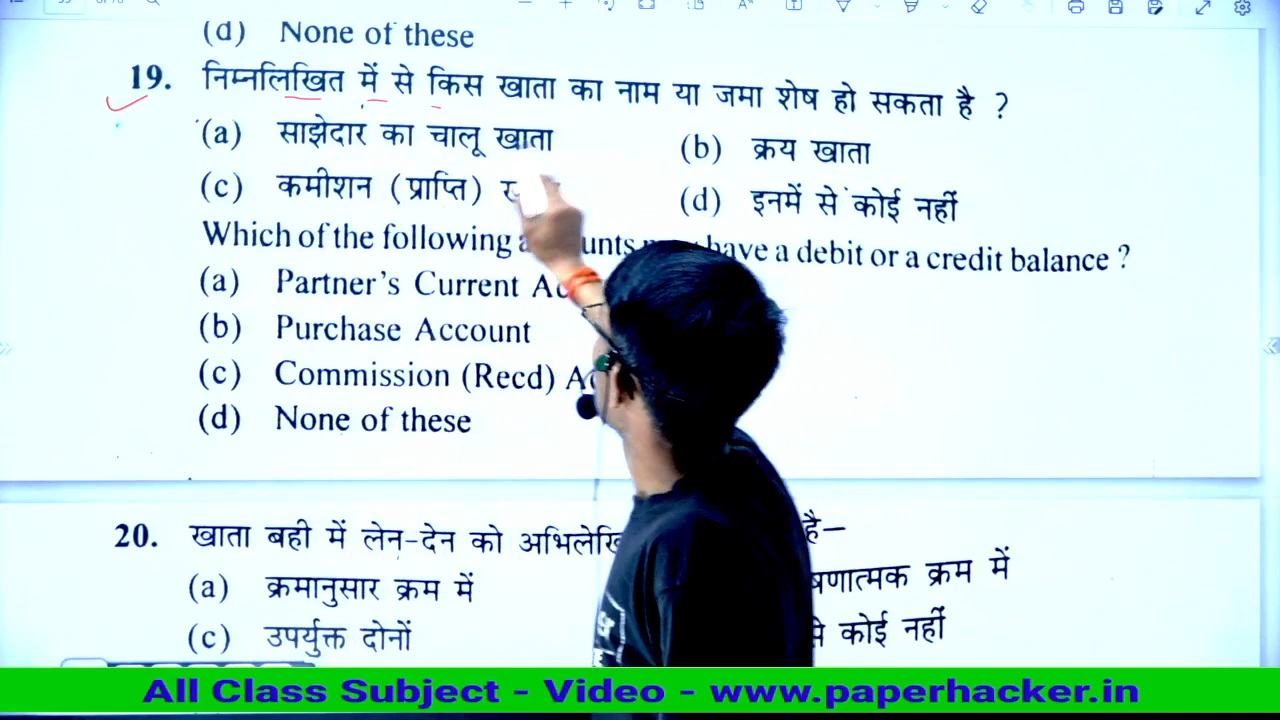 (d) None of these
19. निम्नलिखित में से किस खाता का नाम या जमा शेष हो सकता है ?
(a) साझेदार का चालू खाता (b) क्रय खाता
(c) कमीशन (प्राप्ति) (d) इनमें से कोई नहीं
Which of the following have a debit or a credit balance ?
(a) Partner's Current
(b) Purchase Account
(c) Commission (Recd)
(d) None of these
20. खाता बही में लेन-देन को है—
(a) क्रमानुसार क्रम में क्रम में
(c) उपर्युक्त दोनों कोई नहीं
All Class Subject - Video - www.paperhacker.in